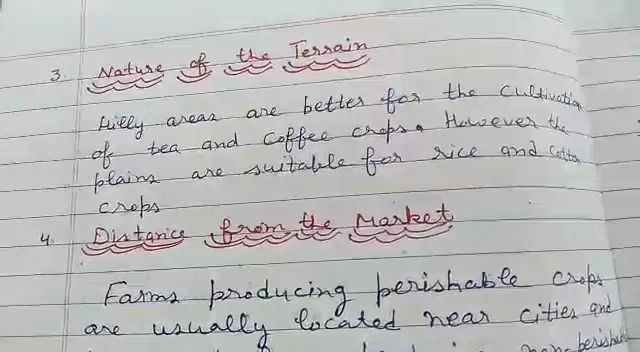 3. Nature of the Terrain
Hilly areas are better for the cultivation
of tea and coffee crops. However the
plains are suitable for rice and Cotton
crops
4. Distance from the Market
Farms producing perishable crops
are usually located near cities and